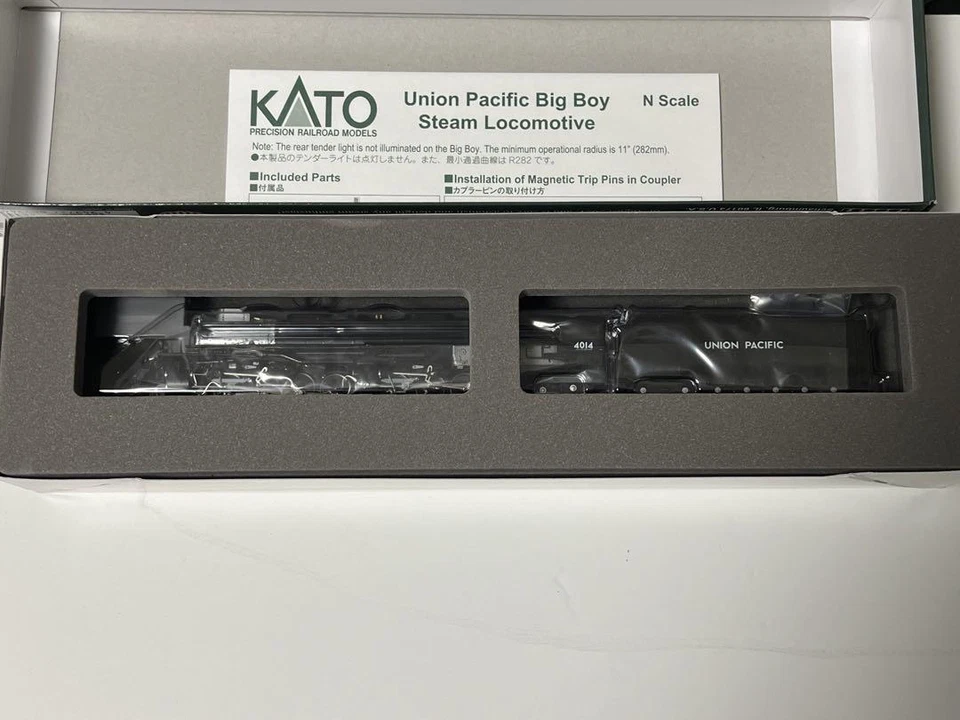 KATO
PRECISION RAILROAD MODELS
Union Pacific Big Boy
Steam Locomotive
N Scale
Note: The rear tender light is not illuminated on the Big Boy. The minimum operational radius is 11" (282mm).
●本製品のテンダーライトは点灯しません。また、最小通過曲線は R282 です。
■Included Parts
■付属品
■Installation of Magnetic Trip Pins in Coupler
■カプラーピンの取り付け方
4014
UNION PACIFIC